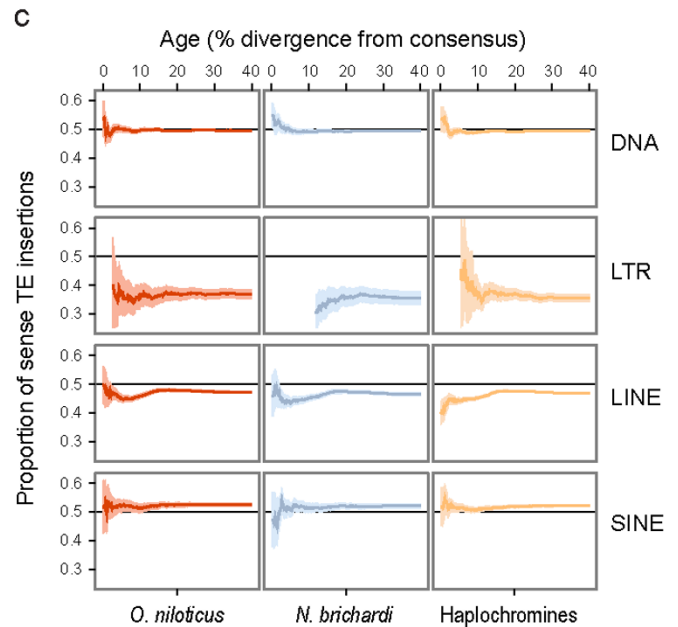 C
Age (% divergence from consensus)
0 10 20 30 40 0 10 20 30 40 0 10 20 30 40
Proportion of sense TE insertions
0.6
0.5
0.4
0.3
DNA
0.6
0.5
0.4
0.3
LTR
0.6
0.5
0.4
0.3
LINE
0.6
0.5
0.4
0.3
SINE
O. niloticus N. brichardi Haplochromines